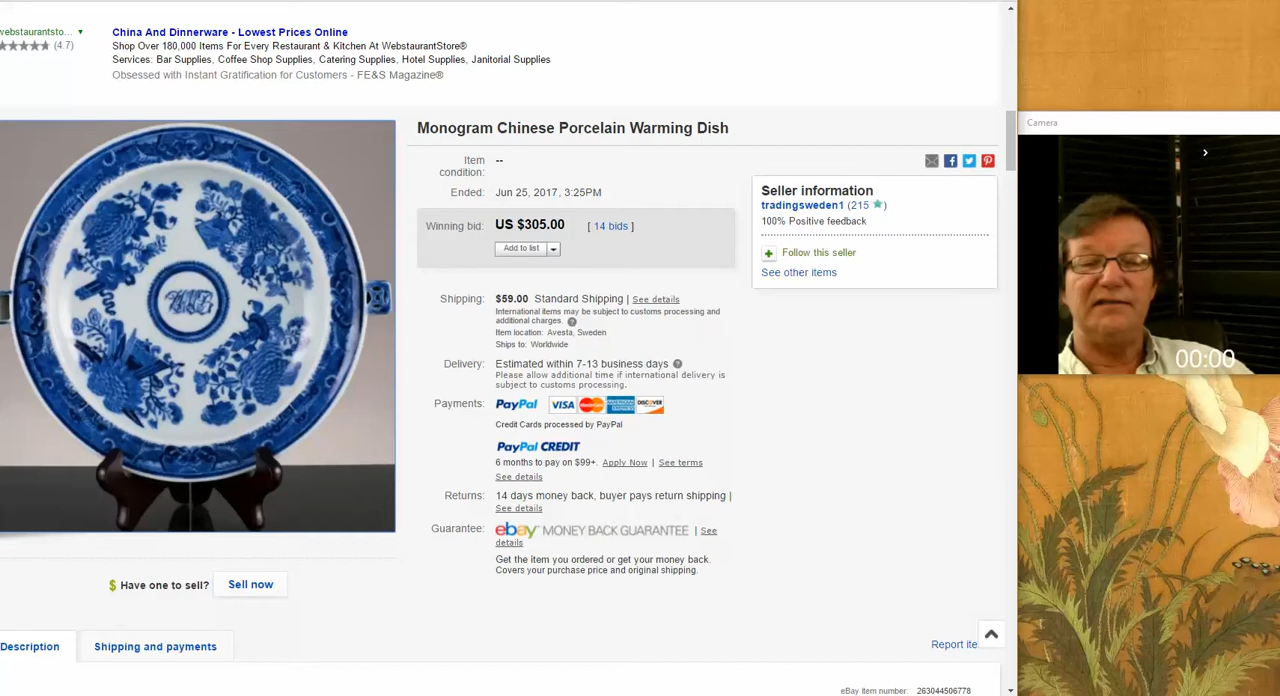 webstaurantsto... ▼
(4.7)
China And Dinnerware - Lowest Prices Online
Shop Over 180,000 Items For Every Restaurant & Kitchen At WebstaurantStore®
Services: Bar Supplies, Coffee Shop Supplies, Catering Supplies, Hotel Supplies, Janitorial Supplies
Obsessed with Instant Gratification for Customers - FE&S Magazine®
Monogram Chinese Porcelain Warming Dish
Item condition: --
Ended: Jun 25, 2017, 3:25PM
Winning bid: US $305.00 [ 14 bids ]
Add to list
Shipping: $59.00 Standard Shipping | See details
International items may be subject to customs processing and
additional charges. ?
Item location: Avesta, Sweden
Ships to: Worldwide
Delivery: Estimated within 7-13 business days ?
Please allow additional time if international delivery is
subject to customs processing.
Payments: PayPal VISA MasterCard AMERICAN EXPRESS DISCOVER
Credit Cards processed by PayPal
PayPal CREDIT
6 months to pay on $99+. Apply Now | See terms
See details
Returns: 14 days money back, buyer pays return shipping |
See details
Guarantee: ebay MONEY BACK GUARANTEE | See
details
Get the item you ordered or get your money back.
Covers your purchase price and original shipping.
Seller information
tradingsweden1 (215 )
100% Positive feedback
+ Follow this seller
See other items
$ Have one to sell? Sell now
Description
Shipping and payments
Report ite
eBay item number: 263044506778
Camera
00:00